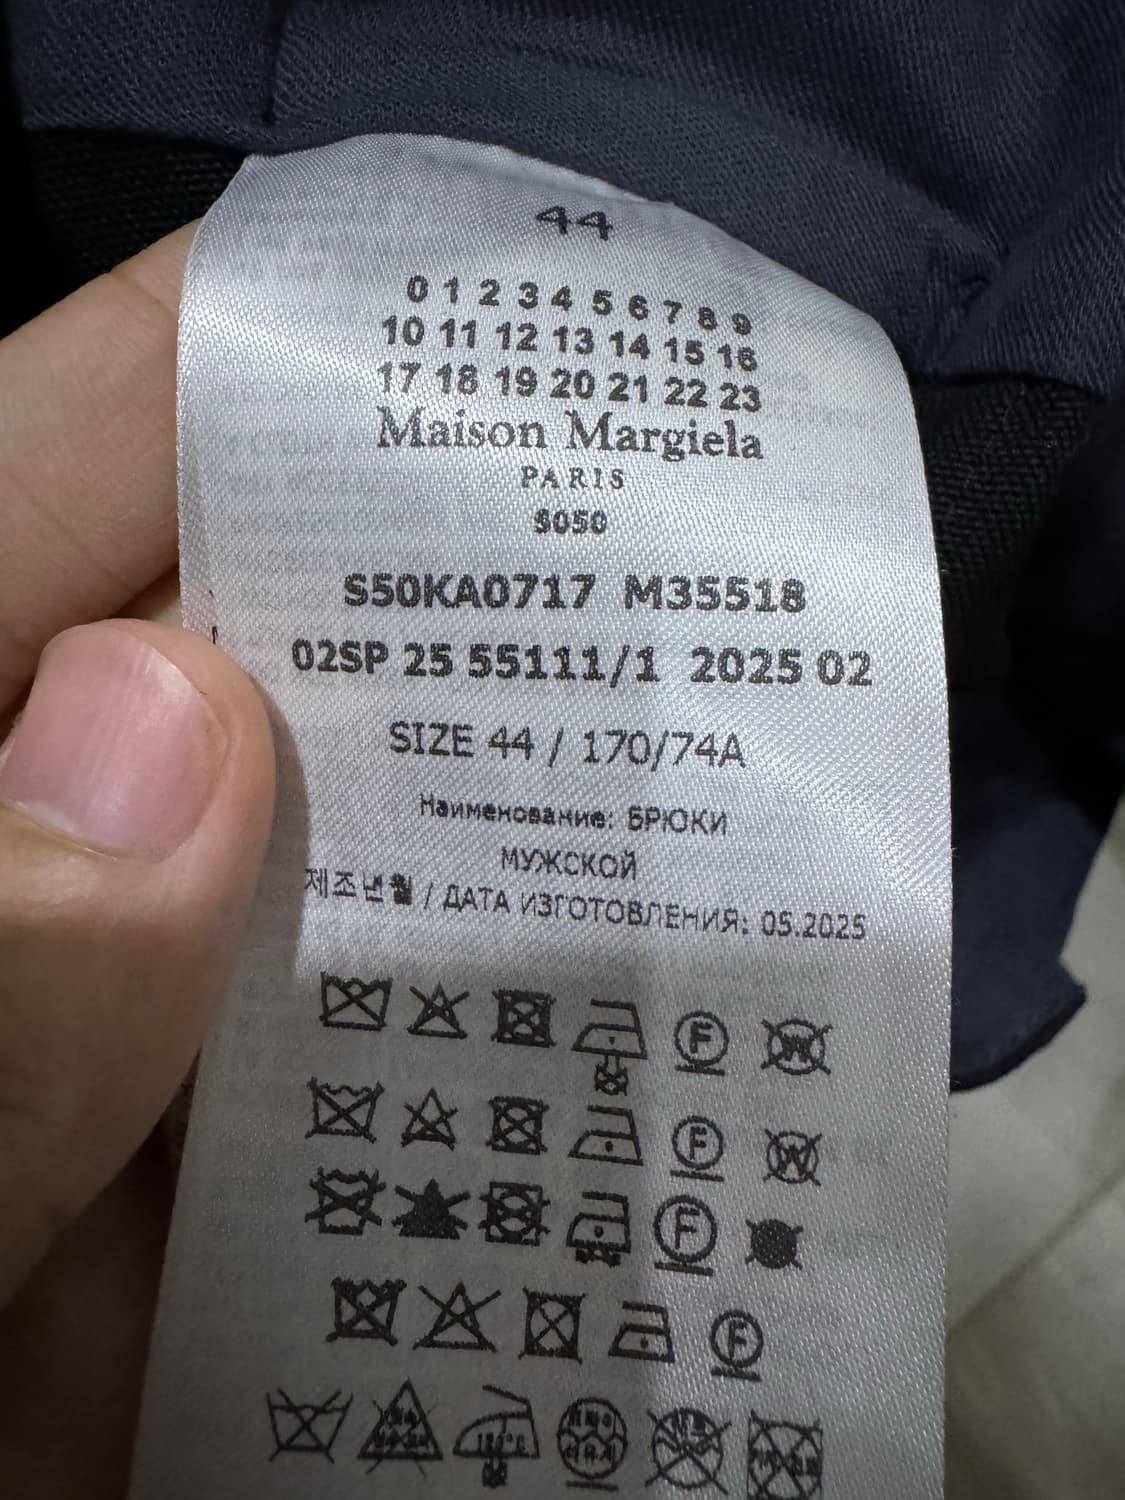 44
0 1 2 3 4 5 6 7 8 9
10 11 12 13 14 15 16
17 18 19 20 21 22 23
Maison Margiela
PARIS
S050
S50KA0717 M35518
02SP 25 55111/1 2025 02
SIZE 44 / 170/74A
Наименование: БРЮКИ
МУЖСКОЙ
제조년월 / ДАТА ИЗГОТОВЛЕНИЯ: 05.2025
F W
F W
F
F